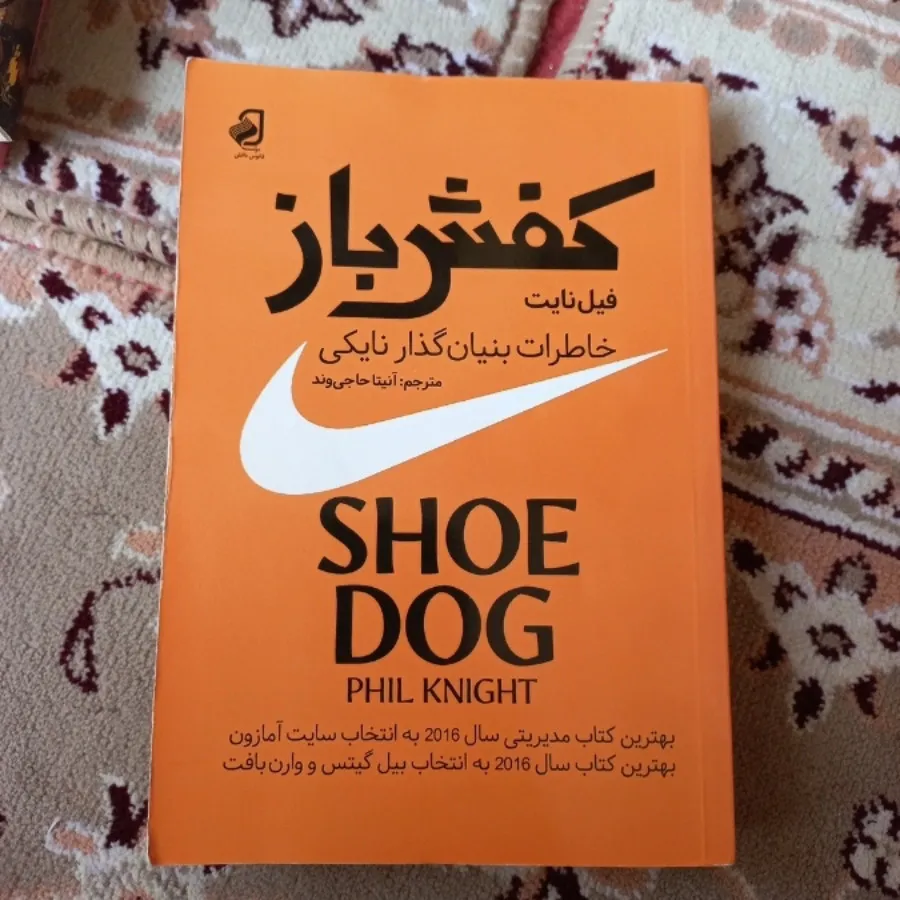 کفش‌باز
فیل نایت
خاطرات بنیان‌گذار نایکی
مترجم: آنیتا حاجی‌وند
SHOE
DOG
PHIL KNIGHT
بهترین کتاب مدیریتی سال 2016 به انتخاب سایت آمازون
بهترین کتاب سال 2016 به انتخاب بیل گیتس و وارن بافت